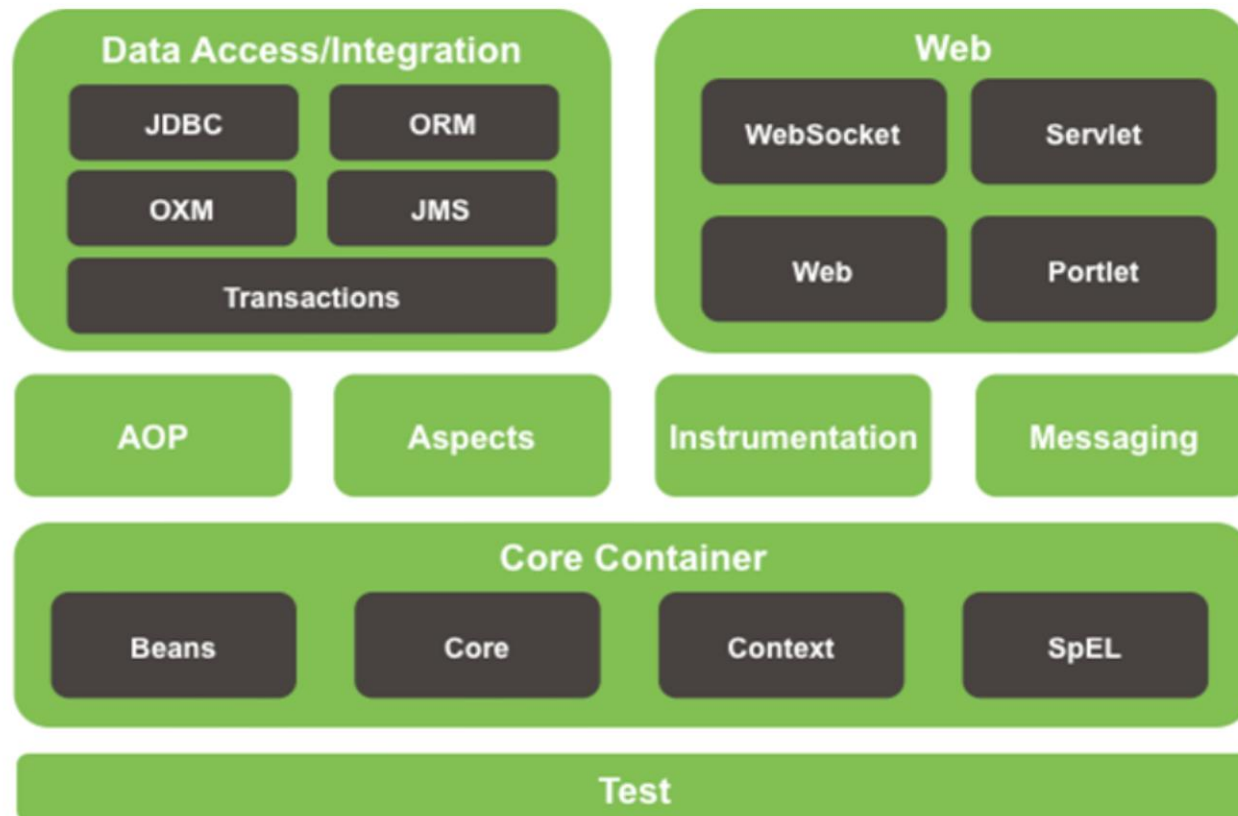 Data Access/Integration
JDBC
ORM
OXM
JMS
Transactions
Web
WebSocket
Servlet
Web
Portlet
AOP
Aspects
Instrumentation
Messaging
Core Container
Beans
Core
Context
SpEL
Test